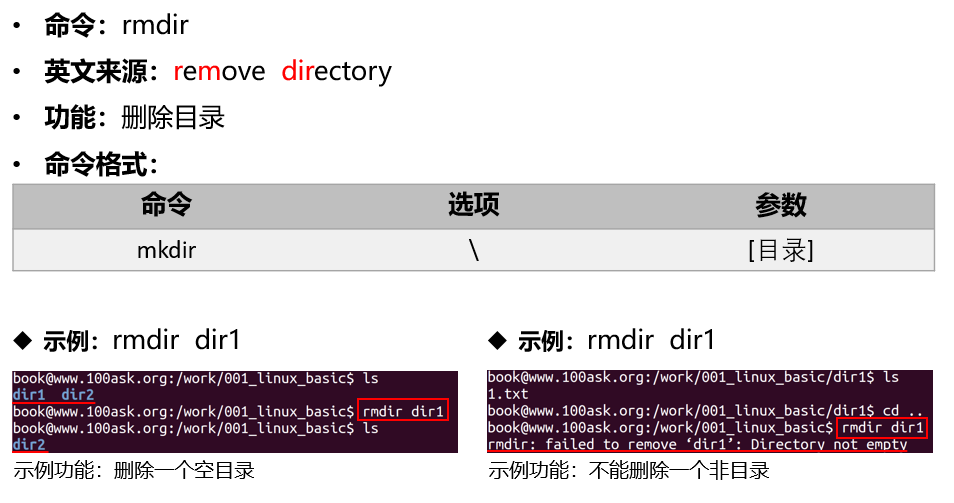 • 命令：rmdir
• 英文来源：remove directory
• 功能：删除目录
• 命令格式：
命令 选项 参数
mkdir \ [目录]
◆ 示例：rmdir dir1
book@www.100ask.org:/work/001_linux_basic$ ls
dir1 dir2
book@www.100ask.org:/work/001_linux_basic$ rmdir dir1
book@www.100ask.org:/work/001_linux_basic$ ls
dir2
示例功能：删除一个空目录
◆ 示例：rmdir dir1
book@www.100ask.org:/work/001_linux_basic/dir1$ ls
1.txt
book@www.100ask.org:/work/001_linux_basic/dir1$ cd ..
book@www.100ask.org:/work/001_linux_basic$ rmdir dir1
rmdir: failed to remove ‘dir1’: Directory not empty
示例功能：不能删除一个非目录